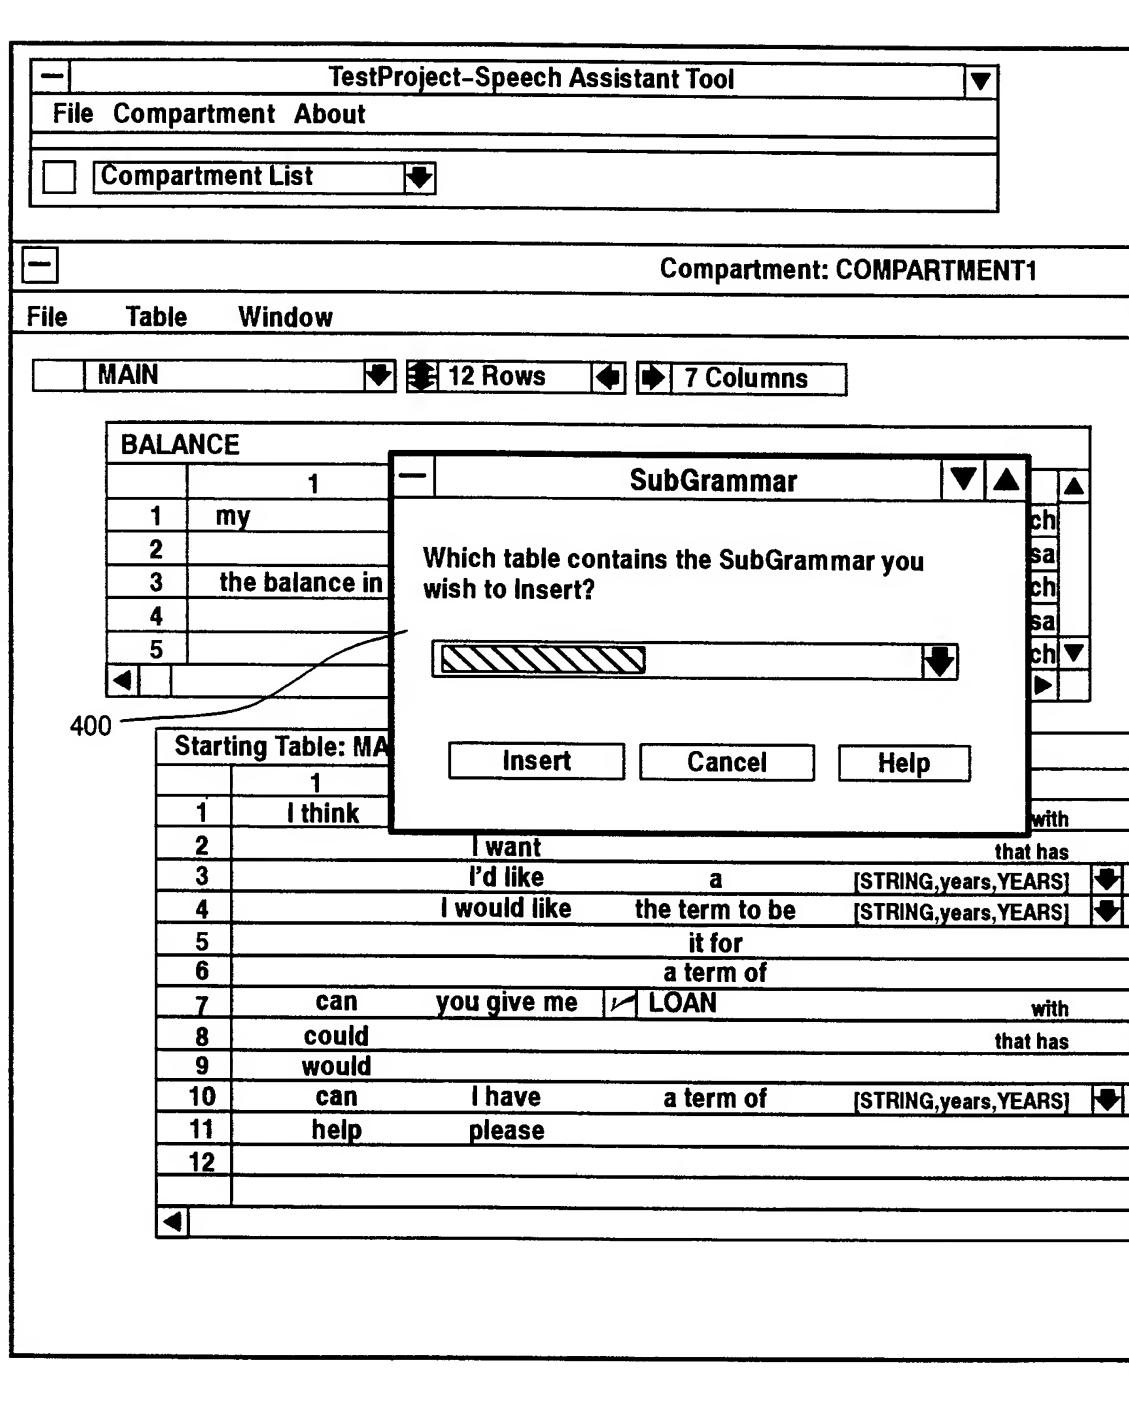 TestProject–Speech Assistant Tool
File Compartment About
Compartment List
Compartment: COMPARTMENT1
File Table Window
MAIN 12 Rows 7 Columns
BALANCE
1
1 my ch
2 sa
3 the balance in ch
4 sa
5 ch
SubGrammar
Which table contains the SubGrammar you
wish to Insert?
Insert Cancel Help
400
Starting Table: MA
1
1 I think with
2 I want that has
3 I'd like a [STRING,years,YEARS]
4 I would like the term to be [STRING,years,YEARS]
5 it for
6 a term of
7 can you give me LOAN with
8 could that has
9 would
10 can I have a term of [STRING,years,YEARS]
11 help please
12